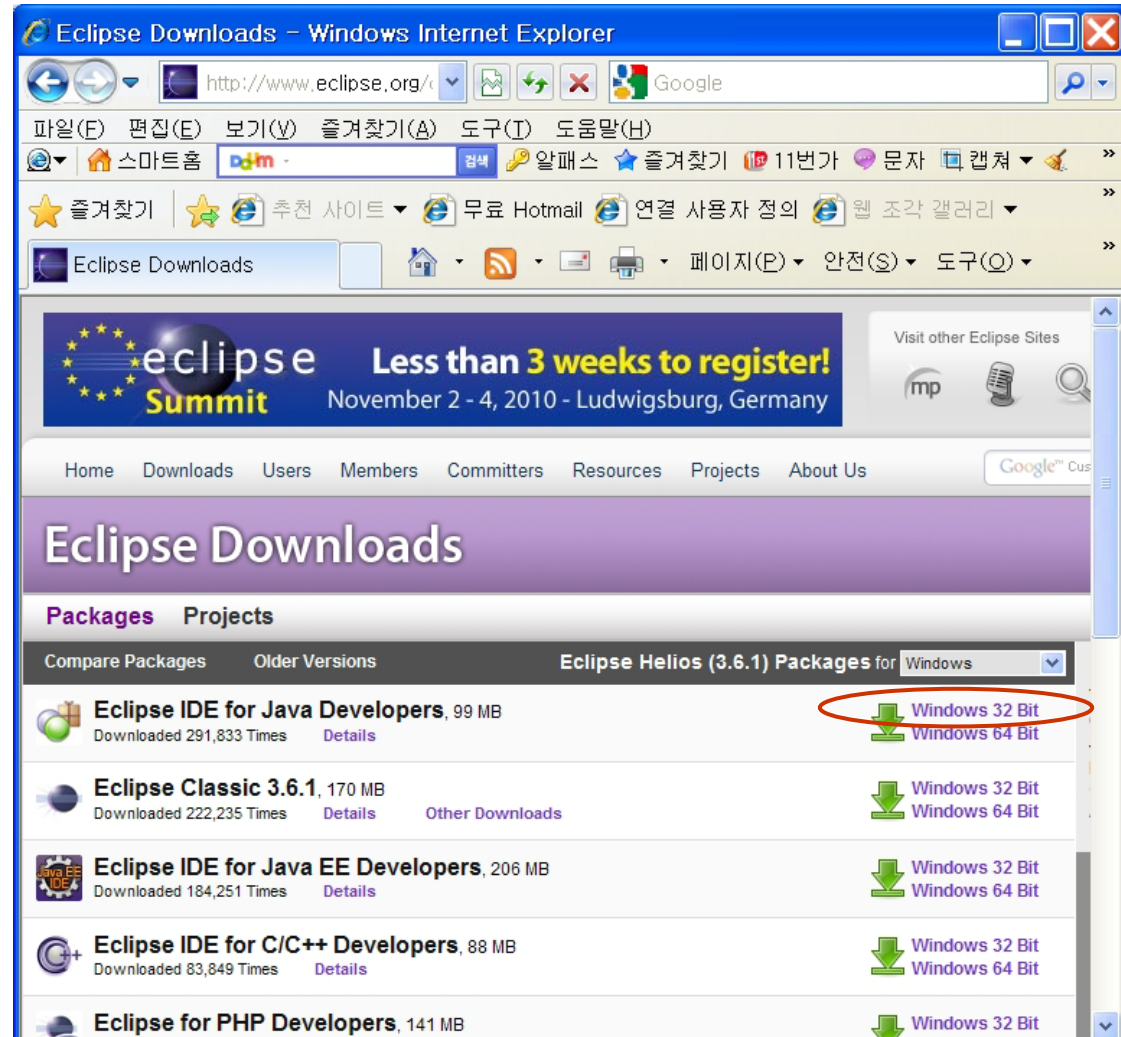 Eclipse Downloads - Windows Internet Explorer
http://www.eclipse.org/ Google
파일(F) 편집(E) 보기(V) 즐겨찾기(A) 도구(T) 도움말(H)
스마트홈 Daum 검색 알패스 즐겨찾기 11번가 문자 캡쳐 »
즐겨찾기 추천 사이트 무료 Hotmail 연결 사용자 정의 웹 조각 갤러리 »
Eclipse Downloads 페이지(P) 안전(S) 도구(O) »
eclipse Summit
Less than 3 weeks to register!
November 2 - 4, 2010 - Ludwigsburg, Germany
Visit other Eclipse Sites
mp
Home Downloads Users Members Committers Resources Projects About Us Google™ Cus
Eclipse Downloads
Packages Projects
Compare Packages Older Versions Eclipse Helios (3.6.1) Packages for Windows
Eclipse IDE for Java Developers, 99 MB Windows 32 Bit
Downloaded 291,833 Times Details Windows 64 Bit
Eclipse Classic 3.6.1, 170 MB Windows 32 Bit
Downloaded 222,235 Times Details Other Downloads Windows 64 Bit
Java EE IDE
Eclipse IDE for Java EE Developers, 206 MB Windows 32 Bit
Downloaded 184,251 Times Details Windows 64 Bit
C++
Eclipse IDE for C/C++ Developers, 88 MB Windows 32 Bit
Downloaded 83,849 Times Details Windows 64 Bit
Eclipse for PHP Developers, 141 MB Windows 32 Bit